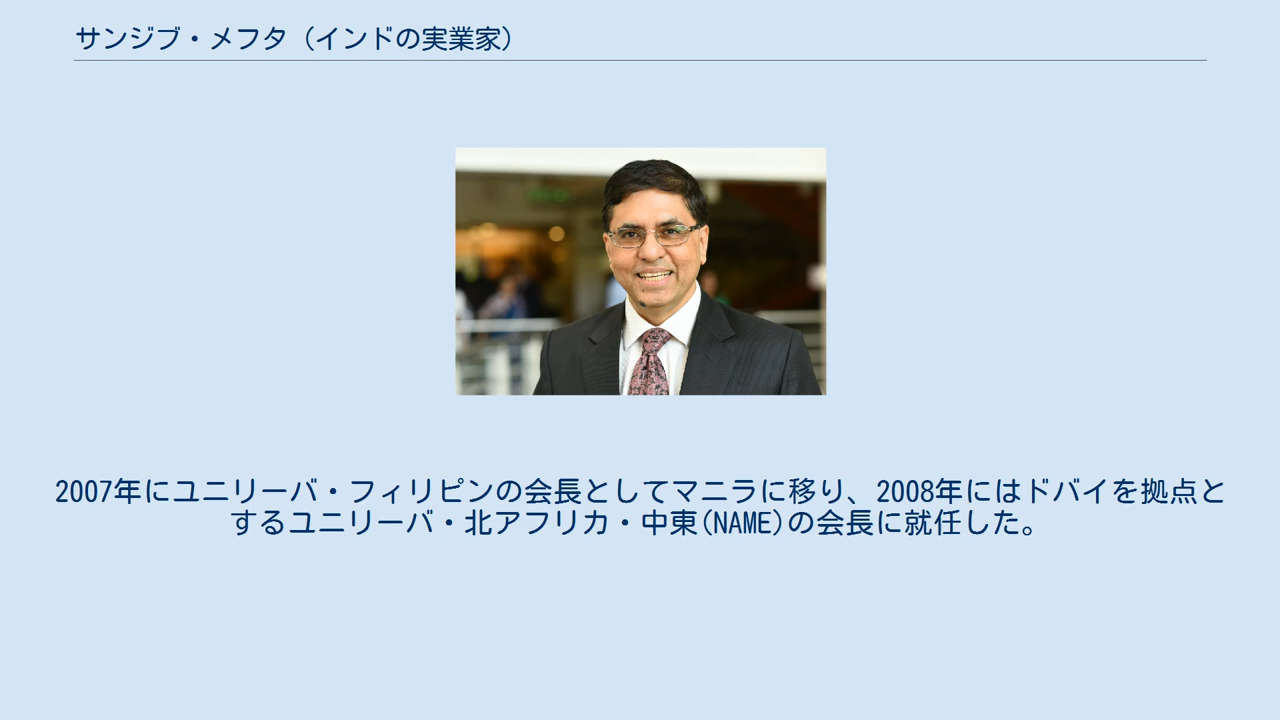 サンジブ・メフタ（インドの実業家）
2007年にユニリーバ・フィリピンの会長としてマニラに移り、2008年にはドバイを拠点と
するユニリーバ・北アフリカ・中東(NAME)の会長に就任した。